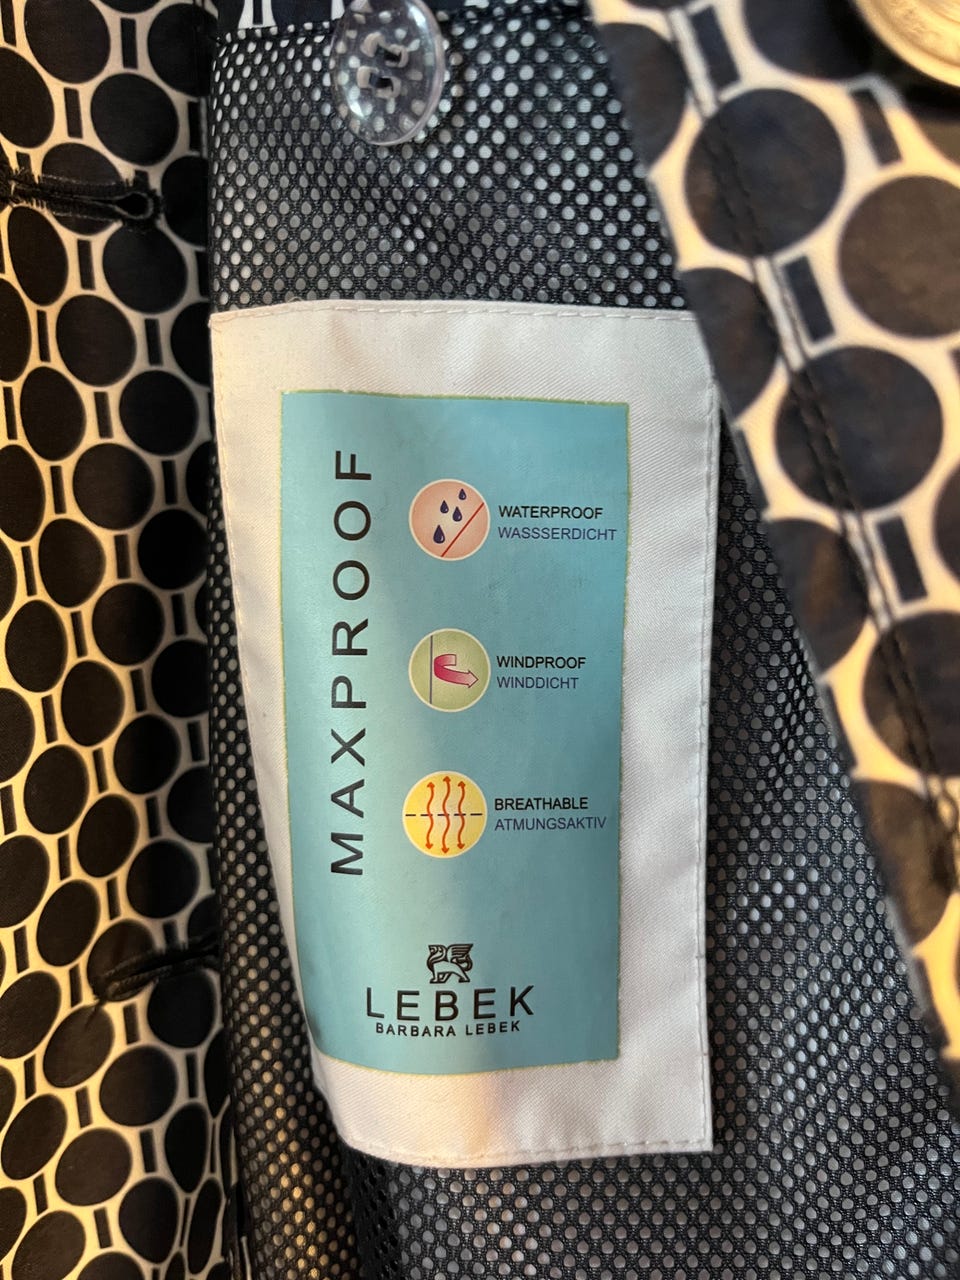 MAXPROOF
WATERPROOF
WASSSERDICHT
WINDPROOF
WINDDICHT
BREATHABLE
ATMUNGSAKTIV
LEBEK
BARBARA LEBEK